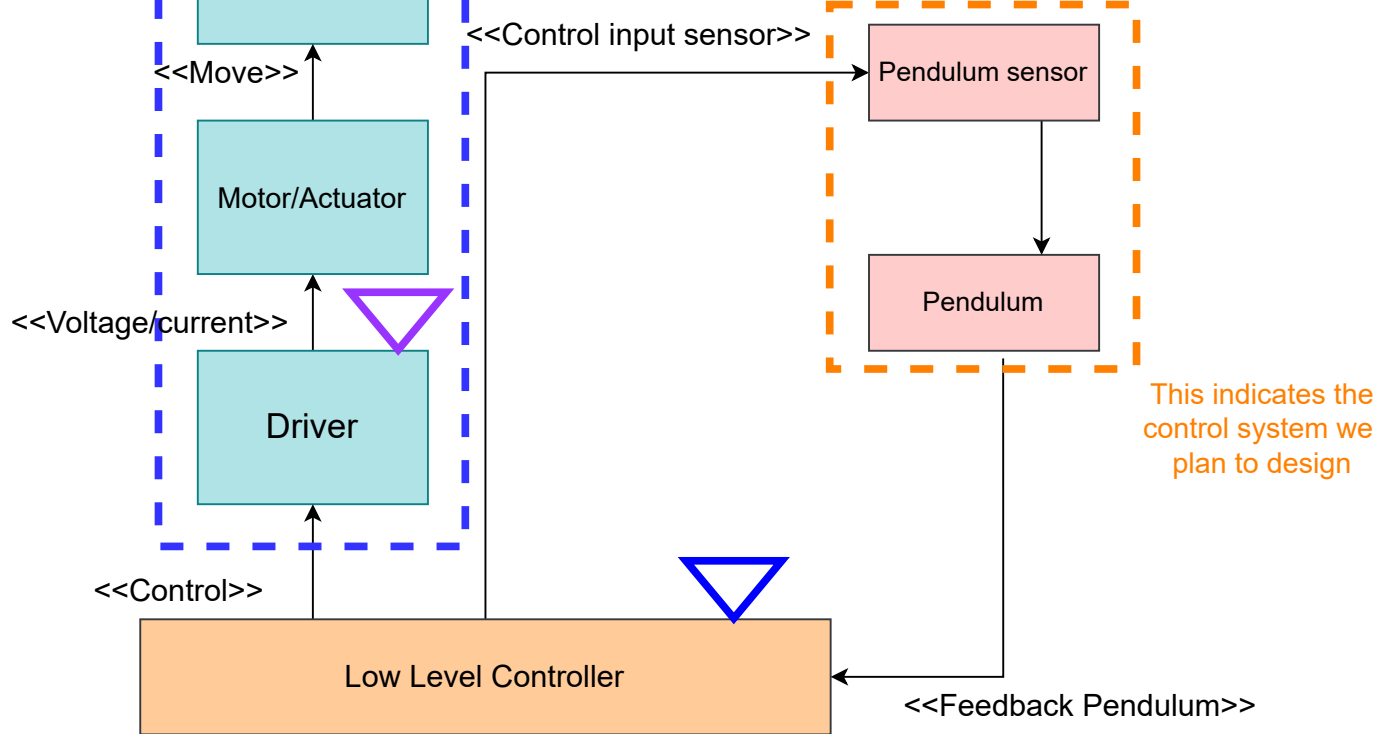 <<Control input sensor>>
Pendulum sensor
<<Move>>
Motor/Actuator
Pendulum
<<Voltage/current>>
This indicates the
control system we
plan to design
Driver
<<Control>>
Low Level Controller
<<Feedback Pendulum>>